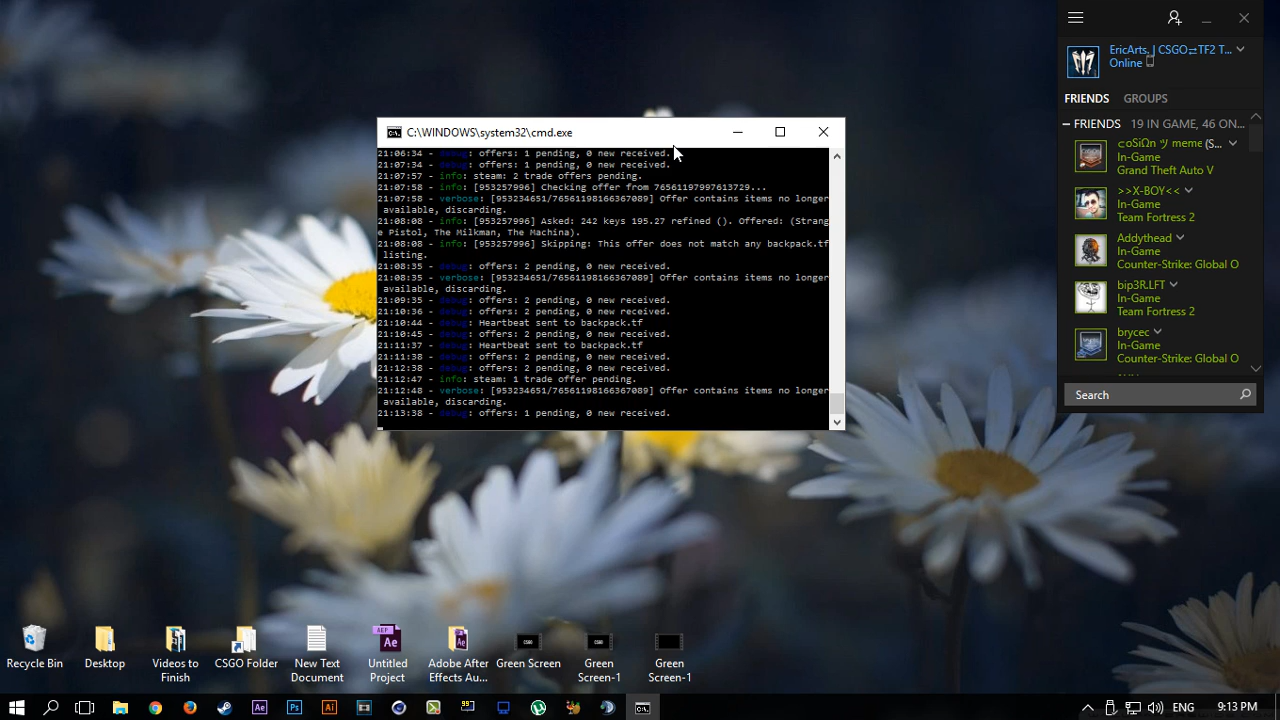 C:\WINDOWS\system32\cmd.exe
21:06:34 - debug: offers: 1 pending, 0 new received.
21:07:34 - debug: offers: 1 pending, 0 new received.
21:07:57 - info: steam: 2 trade offers pending.
21:07:58 - info: [953257996] Checking offer from 76561197997613729...
21:07:58 - verbose: [953234651/76561198166367089] Offer contains items no longer
available, discarding.
21:08:08 - info: [953257996] Asked: 242 keys 195.27 refined (). Offered: (Strang
e Pistol, The Milkman, The Machina).
21:08:08 - info: [953257996] Skipping: This offer does not match any backpack.tf
listing.
21:08:35 - debug: offers: 2 pending, 0 new received.
21:08:35 - verbose: [953234651/76561198166367089] Offer contains items no longer
available, discarding.
21:09:35 - debug: offers: 2 pending, 0 new received.
21:10:36 - debug: offers: 2 pending, 0 new received.
21:10:44 - debug: Heartbeat sent to backpack.tf
21:10:45 - debug: offers: 2 pending, 0 new received.
21:11:37 - debug: Heartbeat sent to backpack.tf
21:11:38 - debug: offers: 2 pending, 0 new received.
21:12:38 - debug: offers: 2 pending, 0 new received.
21:12:47 - info: steam: 1 trade offer pending.
21:12:48 - verbose: [953234651/76561198166367089] Offer contains items no longer
available, discarding.
21:13:38 - debug: offers: 1 pending, 0 new received.
EricArts. | CSGO⇄TF2 T...
Online
FRIENDS GROUPS
FRIENDS 19 IN GAME, 46 ON...
⊂oSiΩn ツ meme (S...
In-Game
Grand Theft Auto V
>>X-BOY<<
In-Game
Team Fortress 2
Addythead
In-Game
Counter-Strike: Global O
bip3R.LFT
In-Game
Team Fortress 2
brycec
In-Game
Counter-Strike: Global O
Search
Recycle Bin
Desktop
Videos to
Finish
CSGO Folder
New Text
Document
Untitled
Project
Adobe After
Effects Au...
Green Screen
Green
Screen-1
Green
Screen-1
ENG
9:13 PM